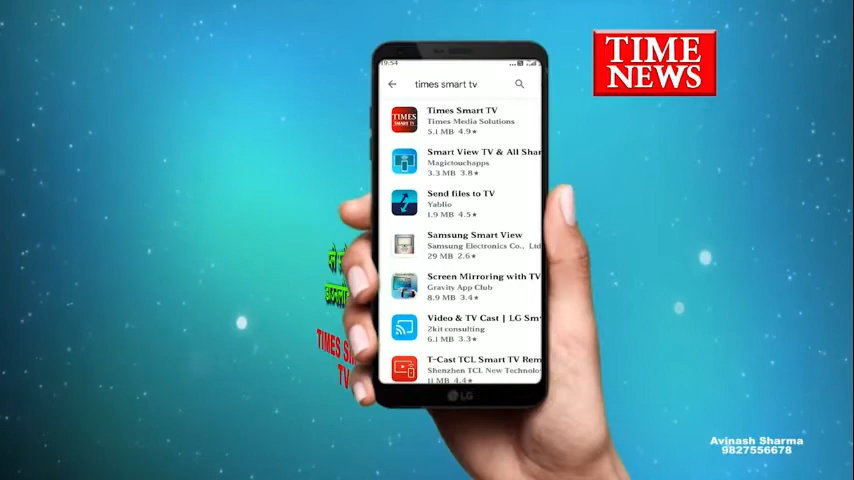 TIME
NEWS
19:54
times smart tv
Times Smart TV
Times Media Solutions
5.1 MB 4.9★
TIMES
SMART TV
Smart View TV & All Shar
Magictouchapps
3.3 MB 3.8★
Send files to TV
Yablio
1.9 MB 4.5★
Samsung Smart View
Samsung Electronics Co., Ltd
29 MB 2.6★
Screen Mirroring with TV
Gravity App Club
8.9 MB 3.4★
Video & TV Cast | LG Sm
2kit consulting
6.1 MB 3.3★
T-Cast TCL Smart TV Rem
Shenzhen TCL New Technolo
11 MB 4.4★
LG
TIMES S
TV
Avinash Sharma
9827556678